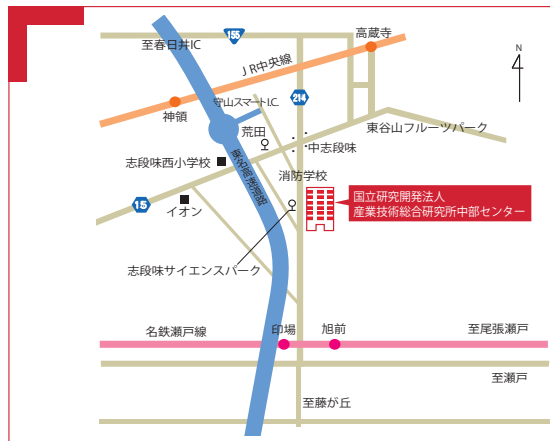 155
高蔵寺
至春日井IC
N
JR中央線
214
守山スマートI.C.
神領
荒田
東谷山フルーツパーク
中志段味
志段味西小学校
東名高速道路
消防学校
国立研究開発法人
産業技術総合研究所中部センター
15
イオン
志段味サイエンスパーク
名鉄瀬戸線
印場
旭前
至尾張瀬戸
至瀬戸
至藤が丘